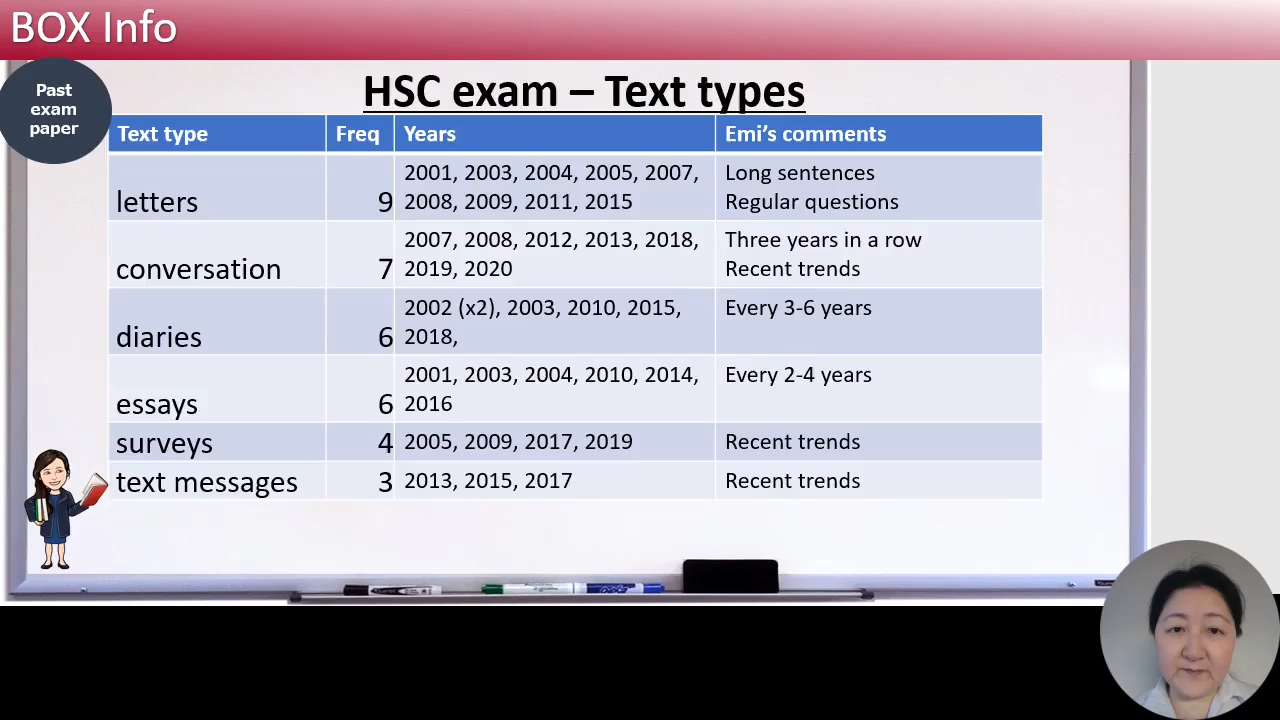 BOX Info
Past
exam
paper
HSC exam – Text types
Text type Freq Years Emi's comments
letters 9 2001, 2003, 2004, 2005, 2007,
2008, 2009, 2011, 2015
Long sentences
Regular questions
conversation 7 2007, 2008, 2012, 2013, 2018,
2019, 2020
Three years in a row
Recent trends
diaries 6 2002 (x2), 2003, 2010, 2015,
2018,
Every 3-6 years
essays 6 2001, 2003, 2004, 2010, 2014,
2016
Every 2-4 years
surveys 4 2005, 2009, 2017, 2019 Recent trends
text messages 3 2013, 2015, 2017 Recent trends